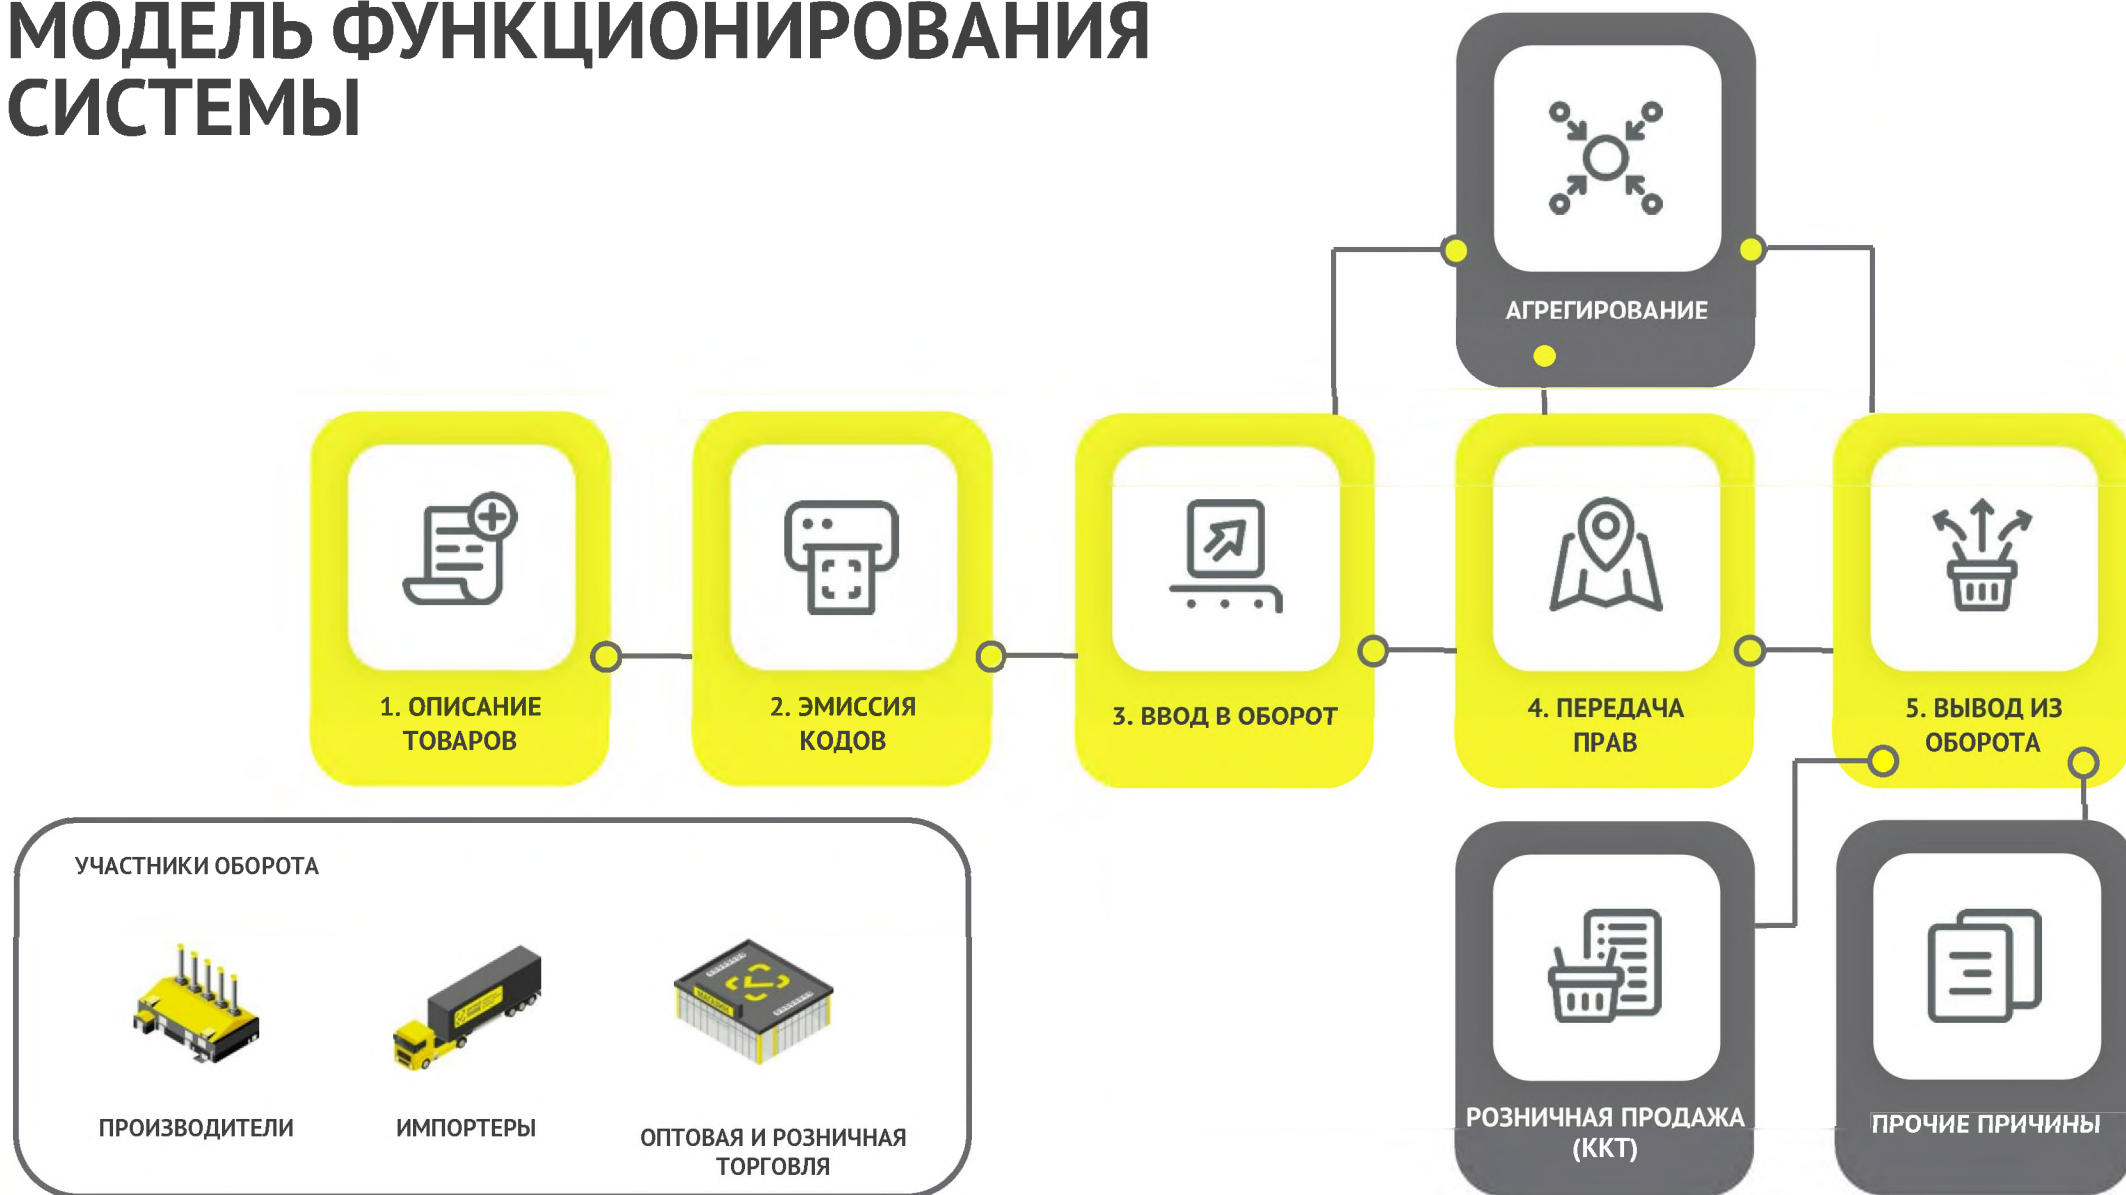 МОДЕЛЬ ФУНКЦИОНИРОВАНИЯ
СИСТЕМЫ
АГРЕГИРОВАНИЕ
1. ОПИСАНИЕ
ТОВАРОВ
2. ЭМИССИЯ
КОДОВ
3. ВВОД В ОБОРОТ
4. ПЕРЕДАЧА
ПРАВ
5. ВЫВОД ИЗ
ОБОРОТА
УЧАСТНИКИ ОБОРОТА
МАГАЗИН
ПРОИЗВОДИТЕЛИ
ИМПОРТЕРЫ
ОПТОВАЯ И РОЗНИЧНАЯ
ТОРГОВЛЯ
РОЗНИЧНАЯ ПРОДАЖА
(ККТ)
ПРОЧИЕ ПРИЧИНЫ